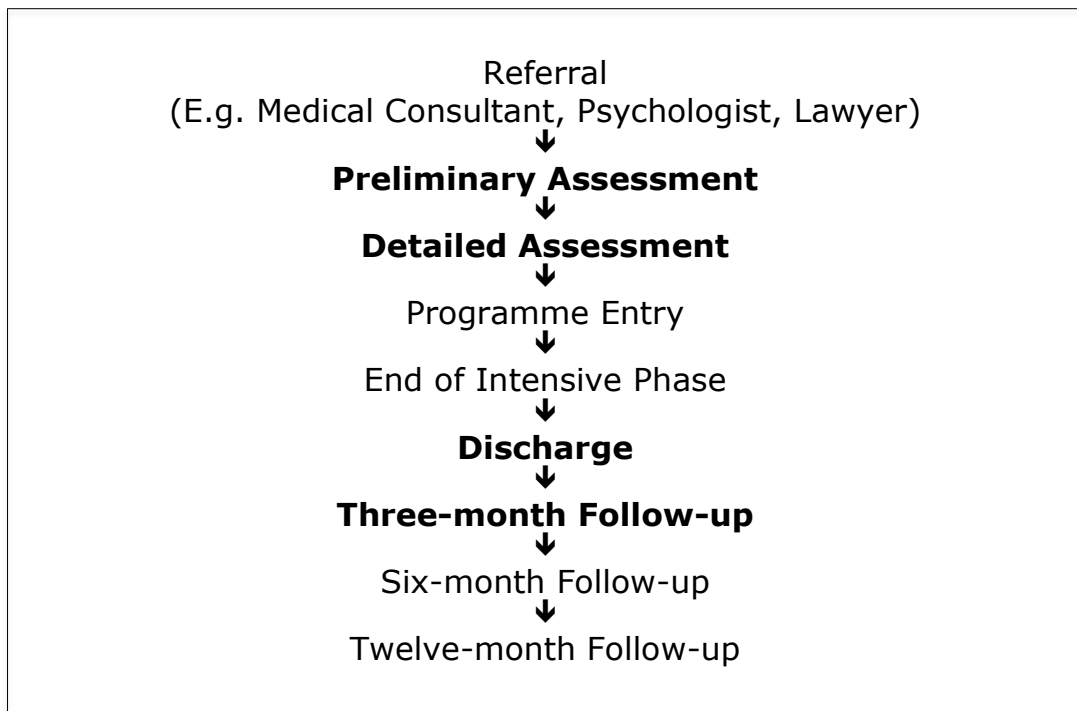 Referral
(E.g. Medical Consultant, Psychologist, Lawyer)
Preliminary Assessment
Detailed Assessment
Programme Entry
End of Intensive Phase
Discharge
Three-month Follow-up
Six-month Follow-up
Twelve-month Follow-up